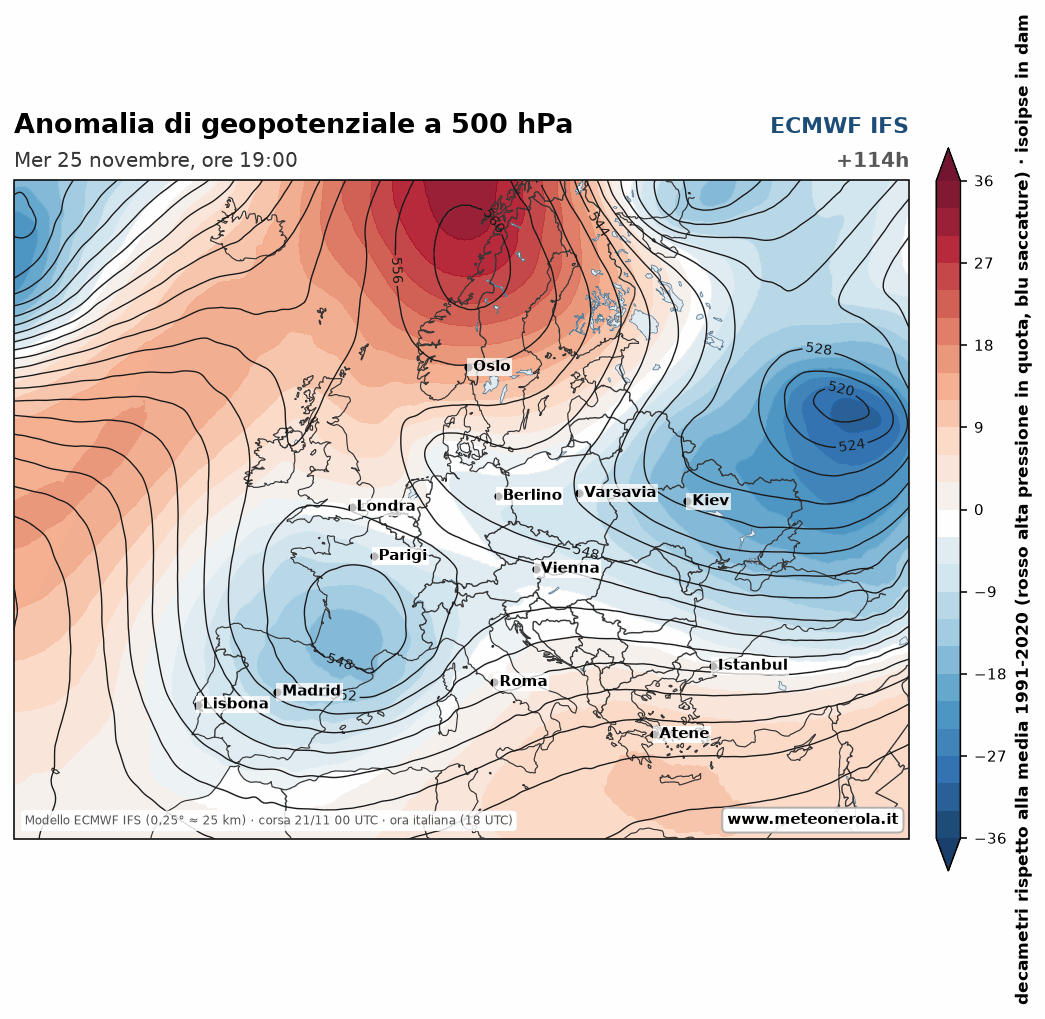 Anomalia di geopotenziale a 500 hPa
ECMWF IFS
Mer 25 novembre, ore 19:00
+114h
556
544
Oslo
528
520
524
Londra
Berlino
Varsavia
Kiev
Parigi
548
Vienna
548
Madrid
52
Lisbona
Roma
Istanbul
Atene
Modello ECMWF IFS (0,25° ≈ 25 km) · corsa 21/11 00 UTC · ora italiana (18 UTC)
www.meteonerola.it
36
27
18
9
0
−9
−18
−27
−36
decametri rispetto alla media 1991-2020 (rosso alta pressione in quota, blu saccature) · isoipse in dam